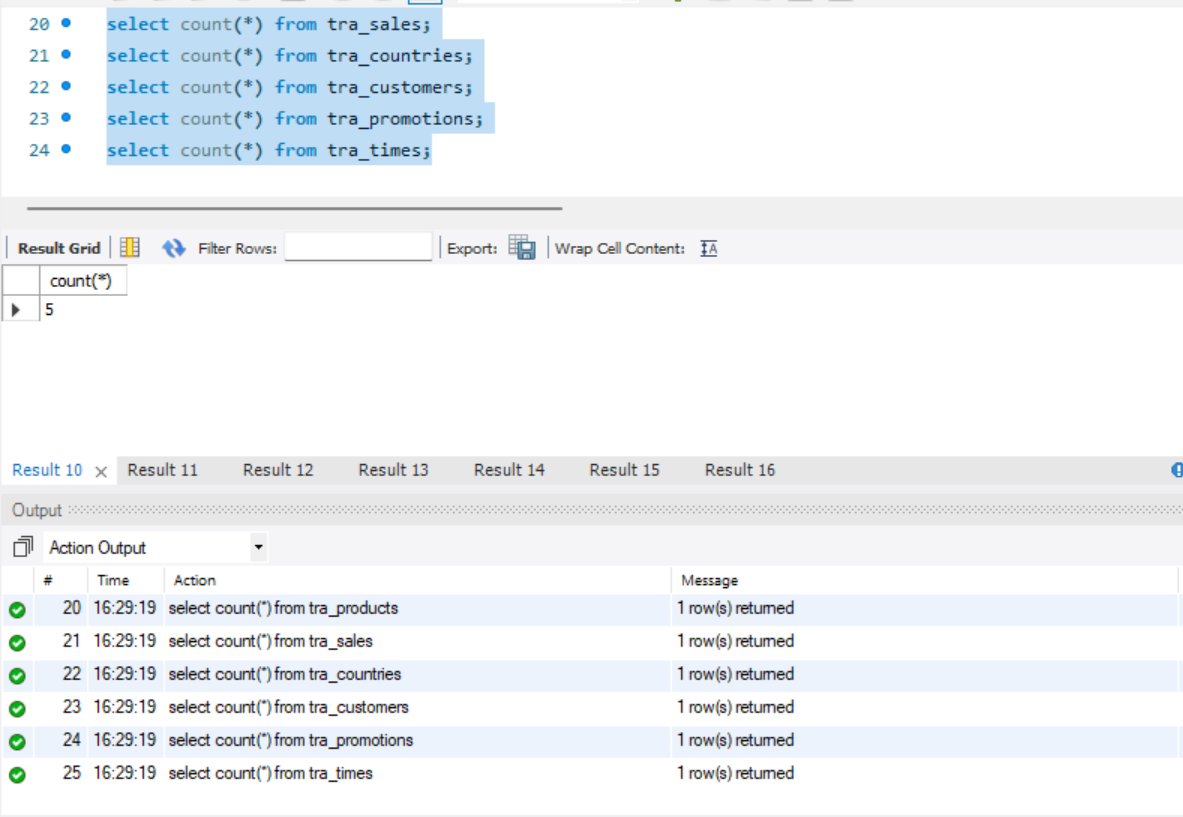 20 select count(*) from tra_sales;
21 select count(*) from tra_countries;
22 select count(*) from tra_customers;
23 select count(*) from tra_promotions;
24 select count(*) from tra_times;
Result Grid Filter Rows: Export: Wrap Cell Content: IA
count(*)
5
Result 10 × Result 11 Result 12 Result 13 Result 14 Result 15 Result 16
Output
Action Output
# Time Action Message
20 16:29:19 select count(*) from tra_products 1 row(s) returned
21 16:29:19 select count(*) from tra_sales 1 row(s) returned
22 16:29:19 select count(*) from tra_countries 1 row(s) returned
23 16:29:19 select count(*) from tra_customers 1 row(s) returned
24 16:29:19 select count(*) from tra_promotions 1 row(s) returned
25 16:29:19 select count(*) from tra_times 1 row(s) returned